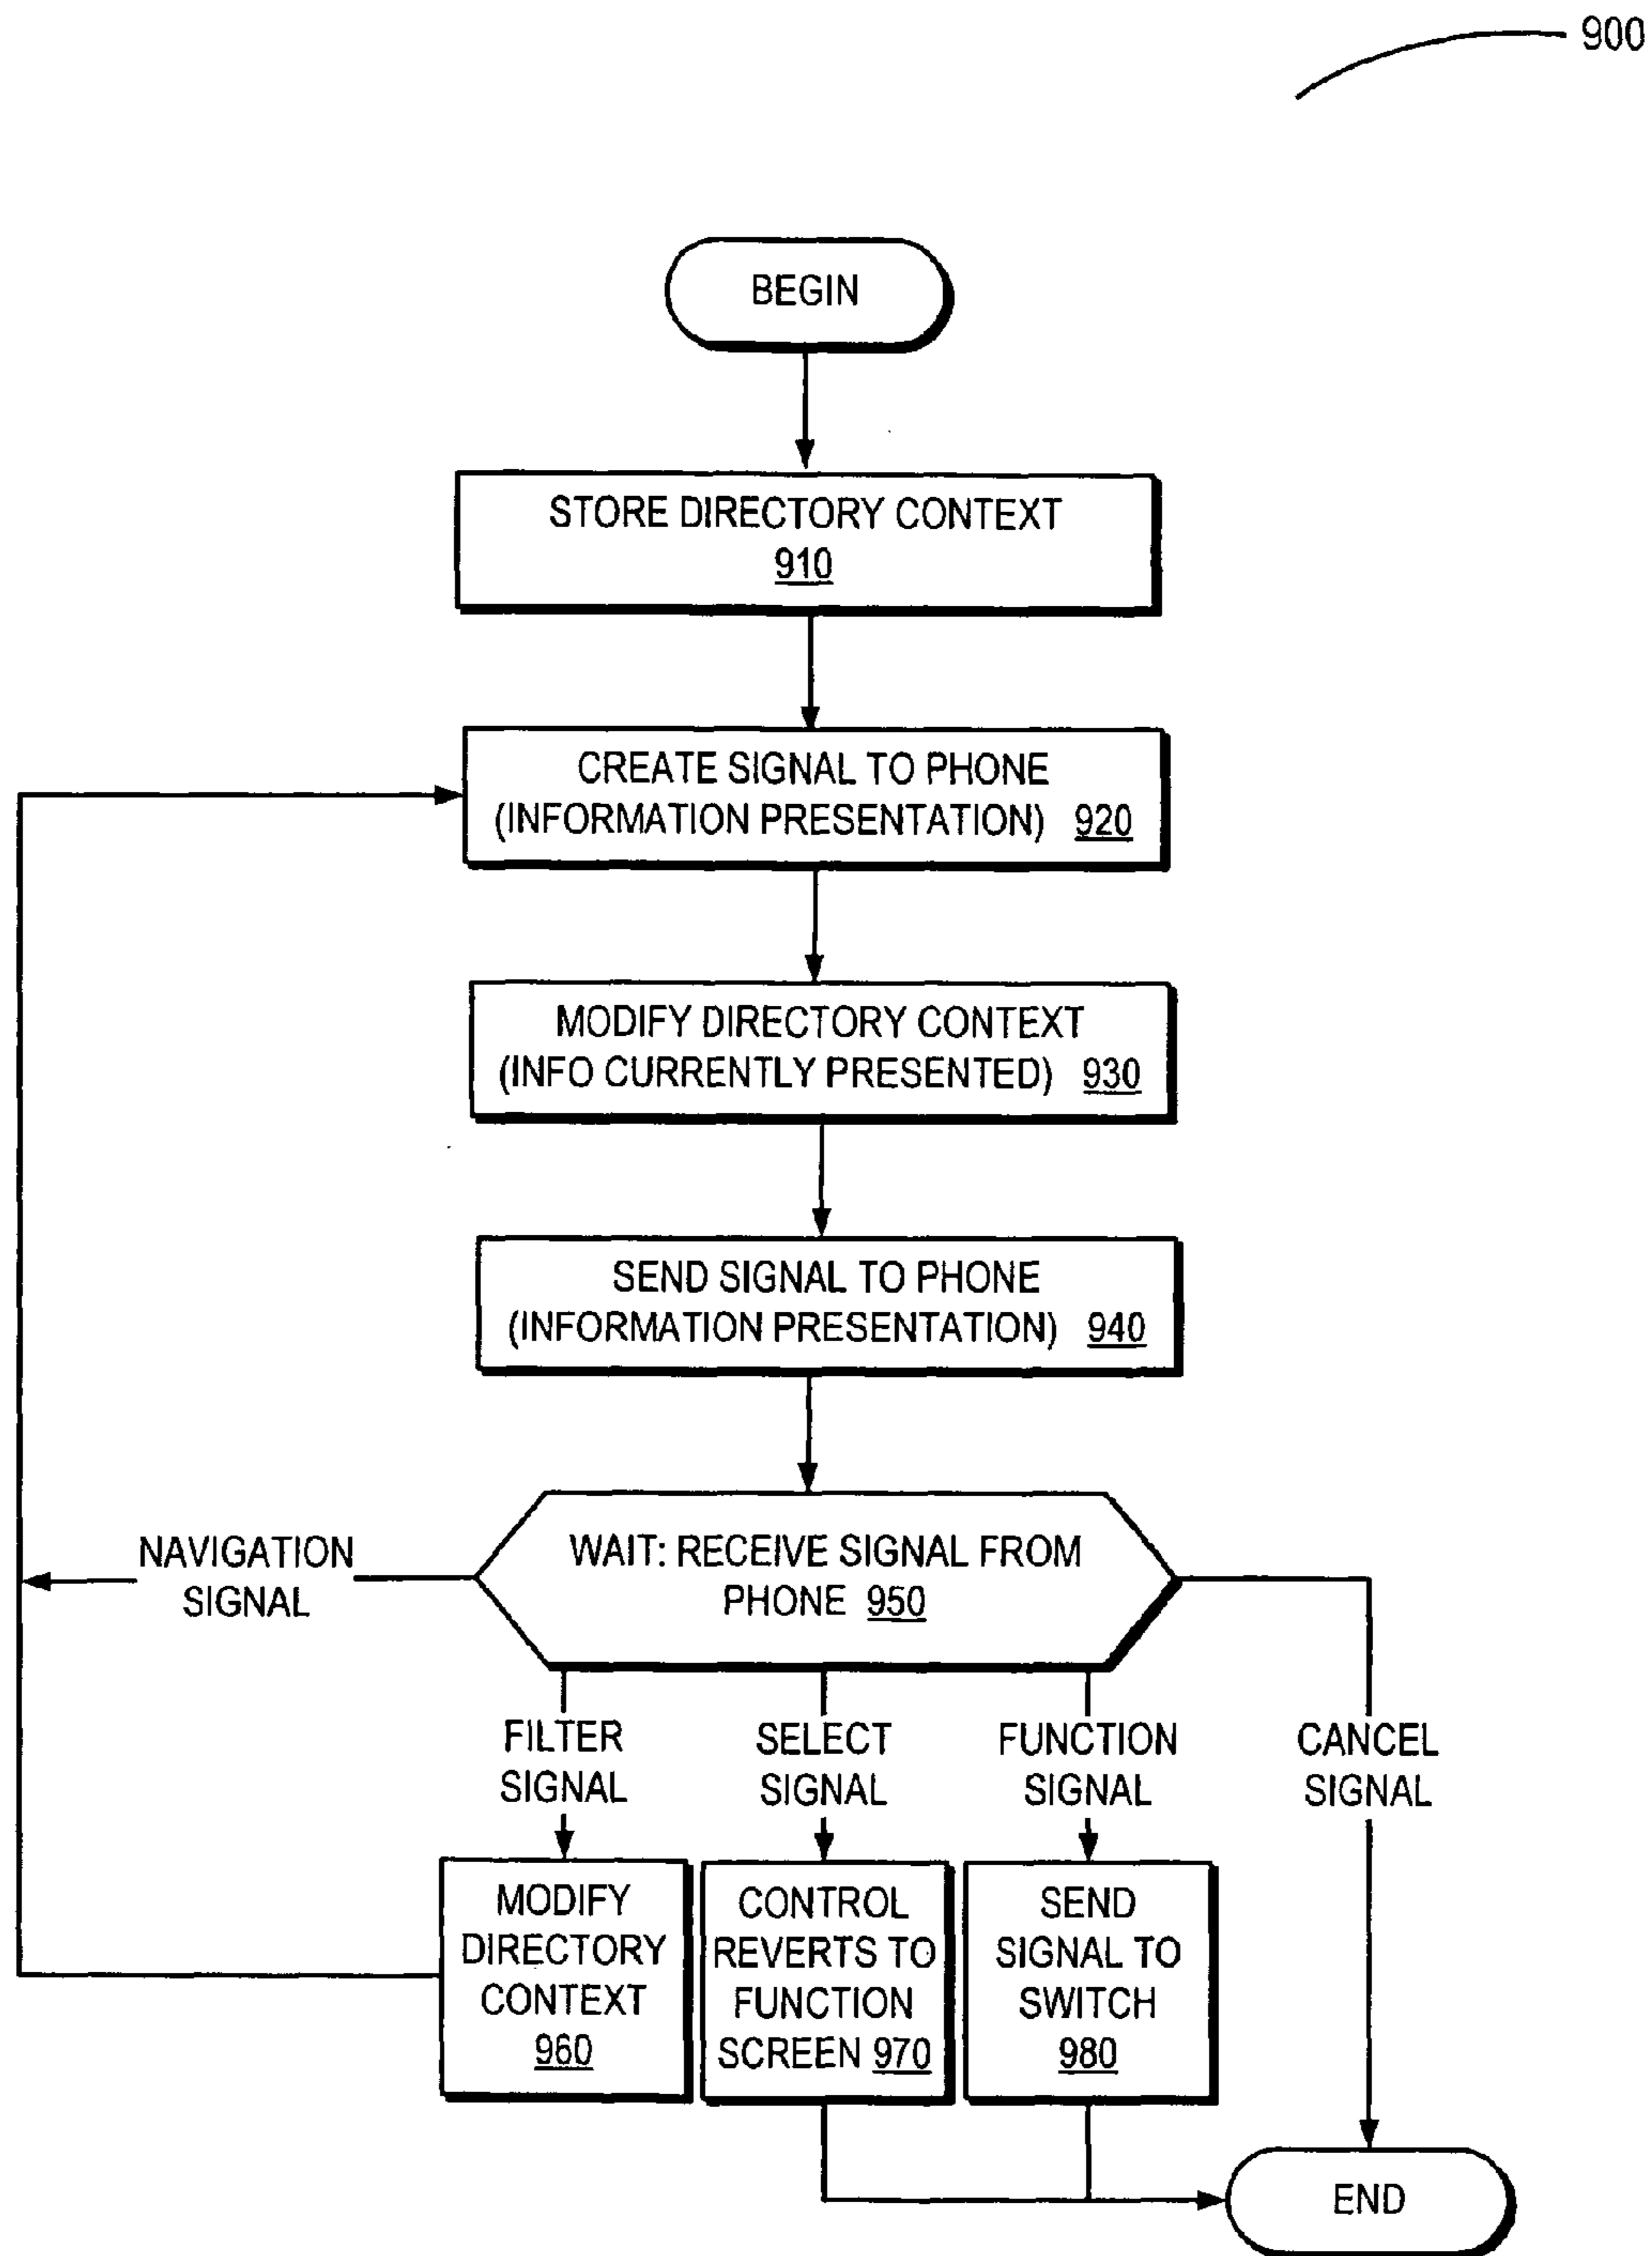 900
BEGIN
STORE DIRECTORY CONTEXT
910
CREATE SIGNAL TO PHONE
(INFORMATION PRESENTATION) 920
MODIFY DIRECTORY CONTEXT
(INFO CURRENTLY PRESENTED) 930
SEND SIGNAL TO PHONE
(INFORMATION PRESENTATION) 940
WAIT: RECEIVE SIGNAL FROM
PHONE 950
NAVIGATION
SIGNAL
FILTER
SIGNAL
SELECT
SIGNAL
FUNCTION
SIGNAL
CANCEL
SIGNAL
MODIFY
DIRECTORY
CONTEXT
960
CONTROL
REVERTS TO
FUNCTION
SCREEN 970
SEND
SIGNAL TO
SWITCH
980
END